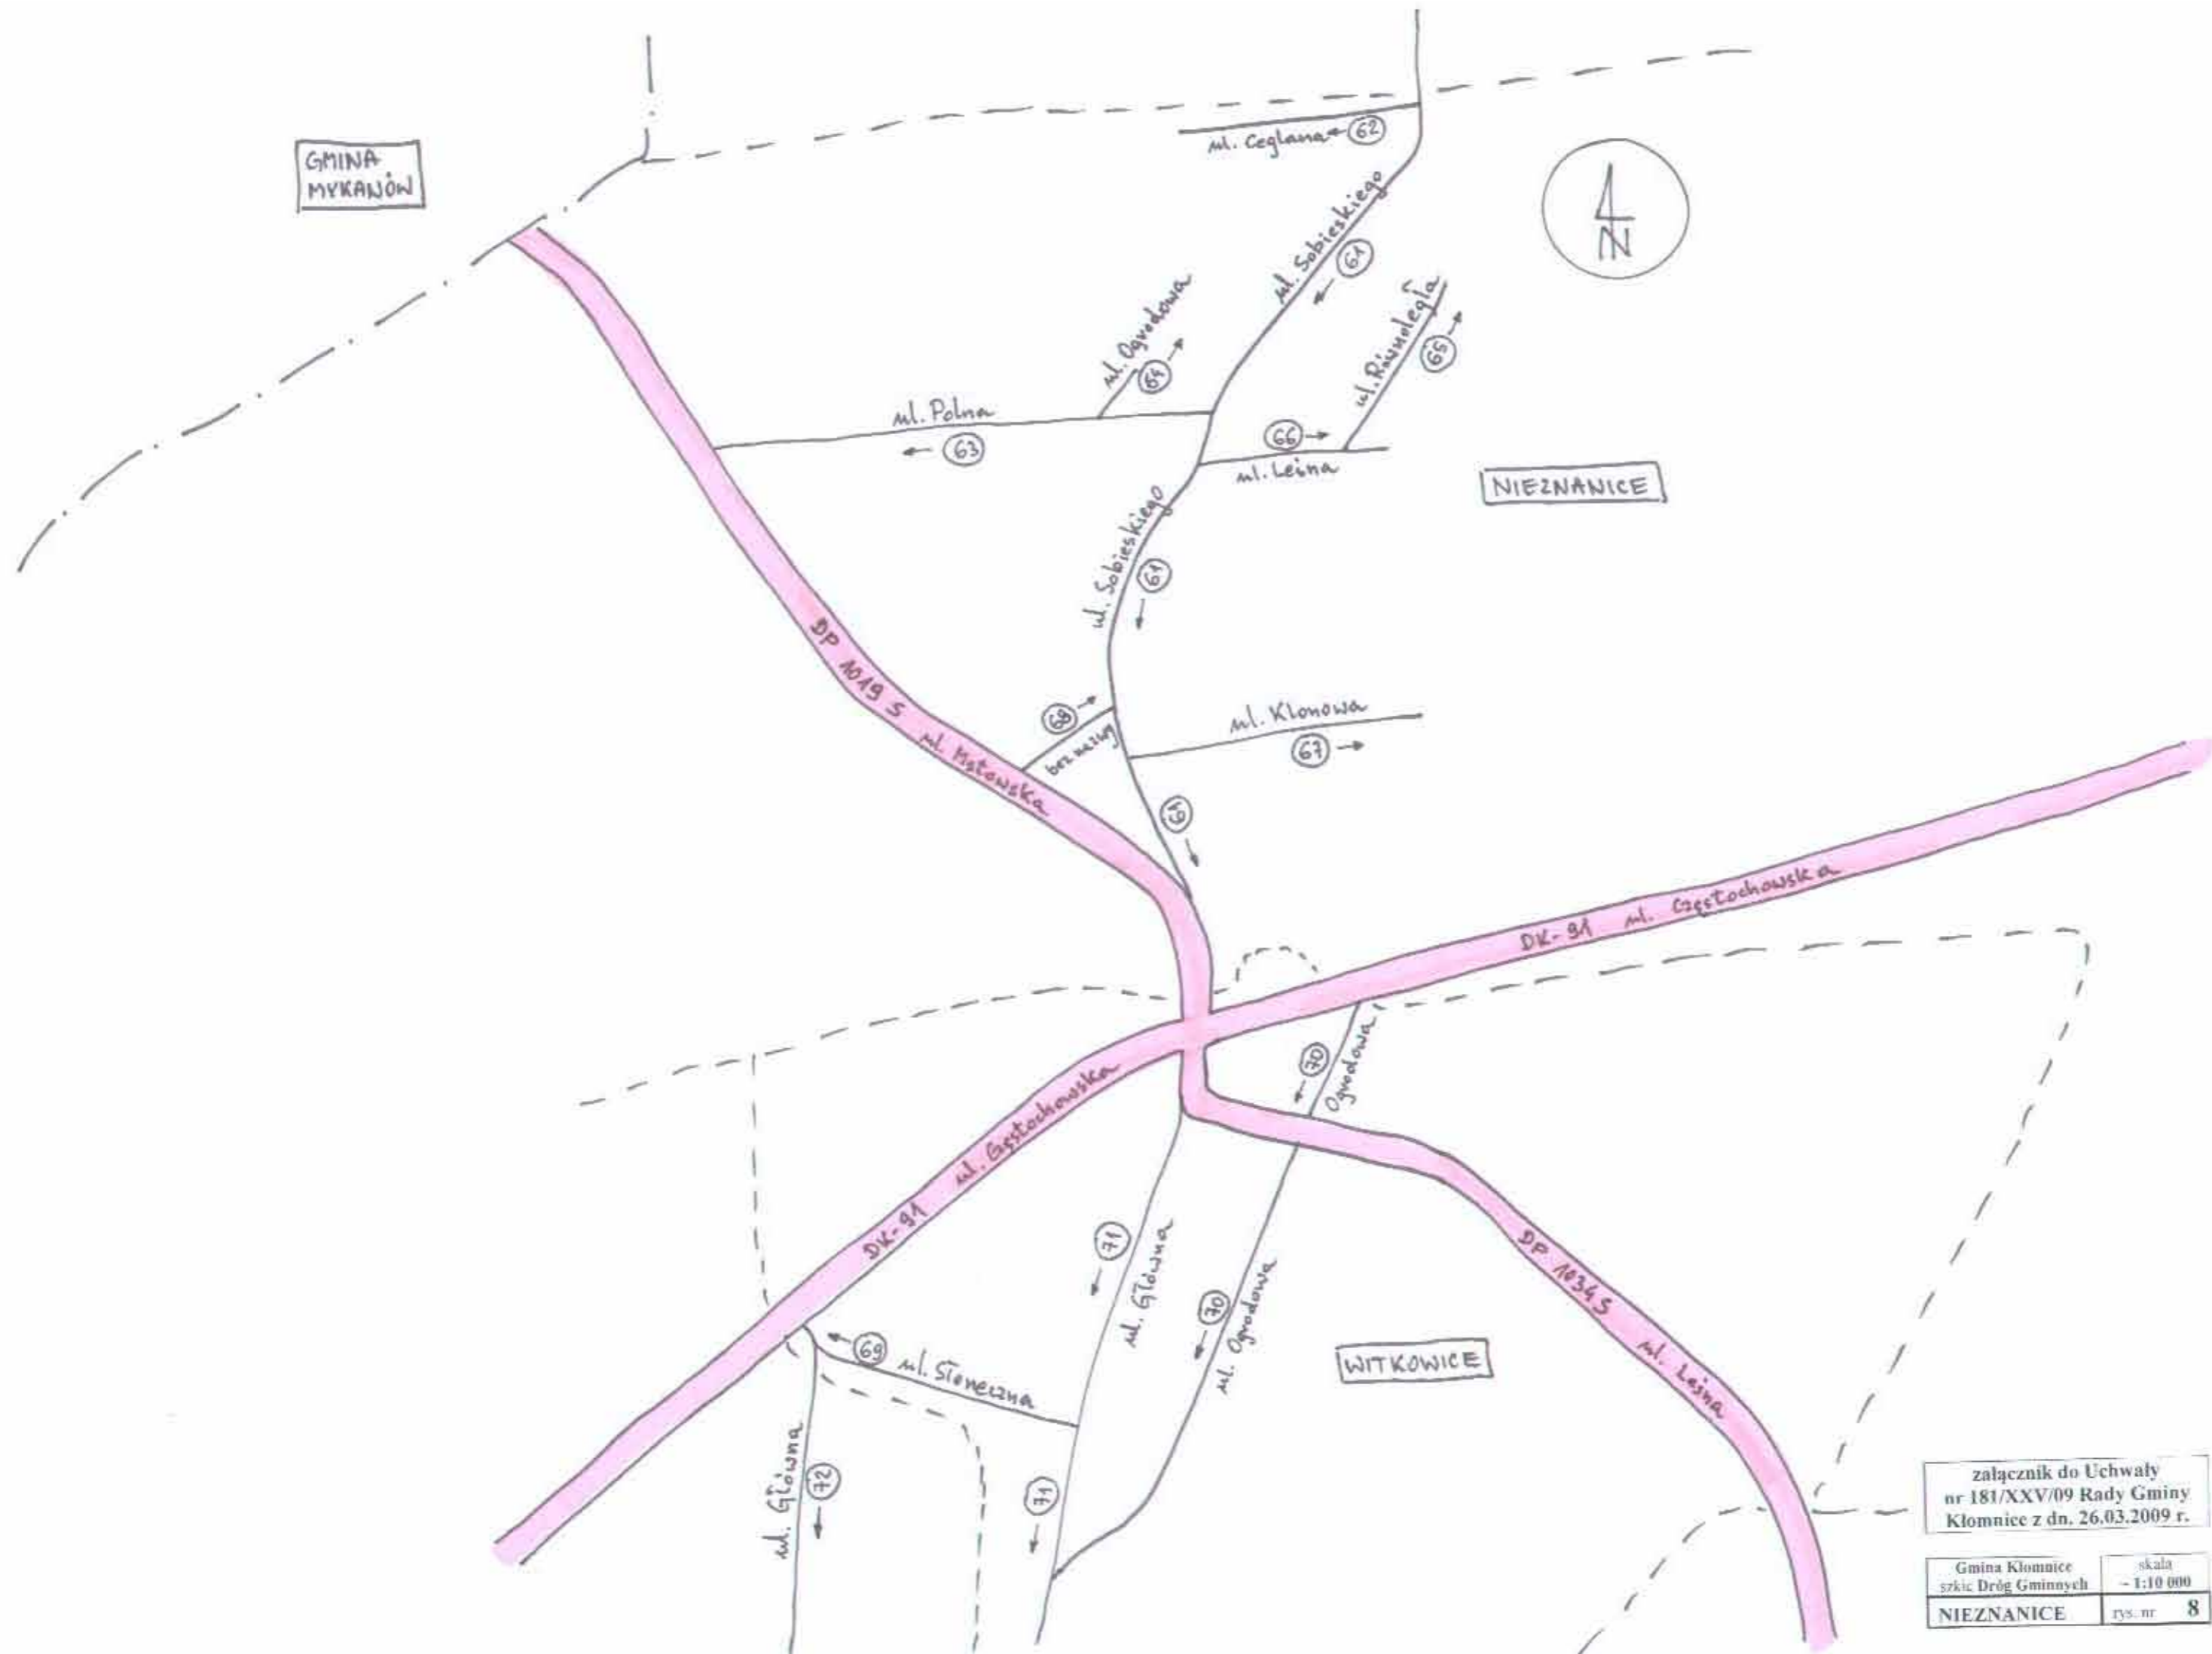 GMINA
MYKANÓW
ul. Ceglana
62
ul. Sobieskiego
61
N
ul. Ogrodowa
64
ul. Równoległa
65
ul. Polna
63
66
ul. Leśna
NIEZNANICE
ul. Sobieskiego
61
DP 1019 S ul. Mstowska
68
bez nazwy
ul. Klonowa
67
61
DK-91 ul. Częstochowska
70
Ogrodowa
DK-91 ul. Częstochowska
71
ul. Główna
70
ul. Ogrodowa
DP 1034 S ul. Leśna
WITKOWICE
69
ul. Słoneczna
ul. Główna
72
71
załącznik do Uchwały
nr 181/XXV/09 Rady Gminy
Kłomnice z dn. 26.03.2009 r.
Gmina Kłomnice
szkic Dróg Gminnych
skala
~ 1:10 000
NIEZNANICE
rys. nr 8